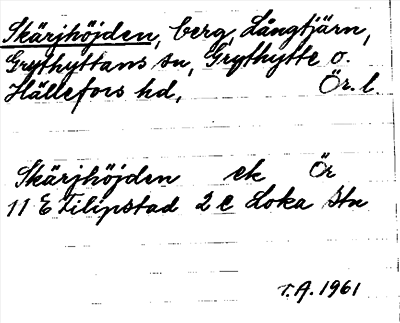 Skärjhöjden, berg, Långtjärn,
Grythyttans sn, Grythytte o.
Hällefors hd, Ör. l.
Skärjhöjden ek Ör
11 E Filipstad 2 e Loka stn
T.A. 1961